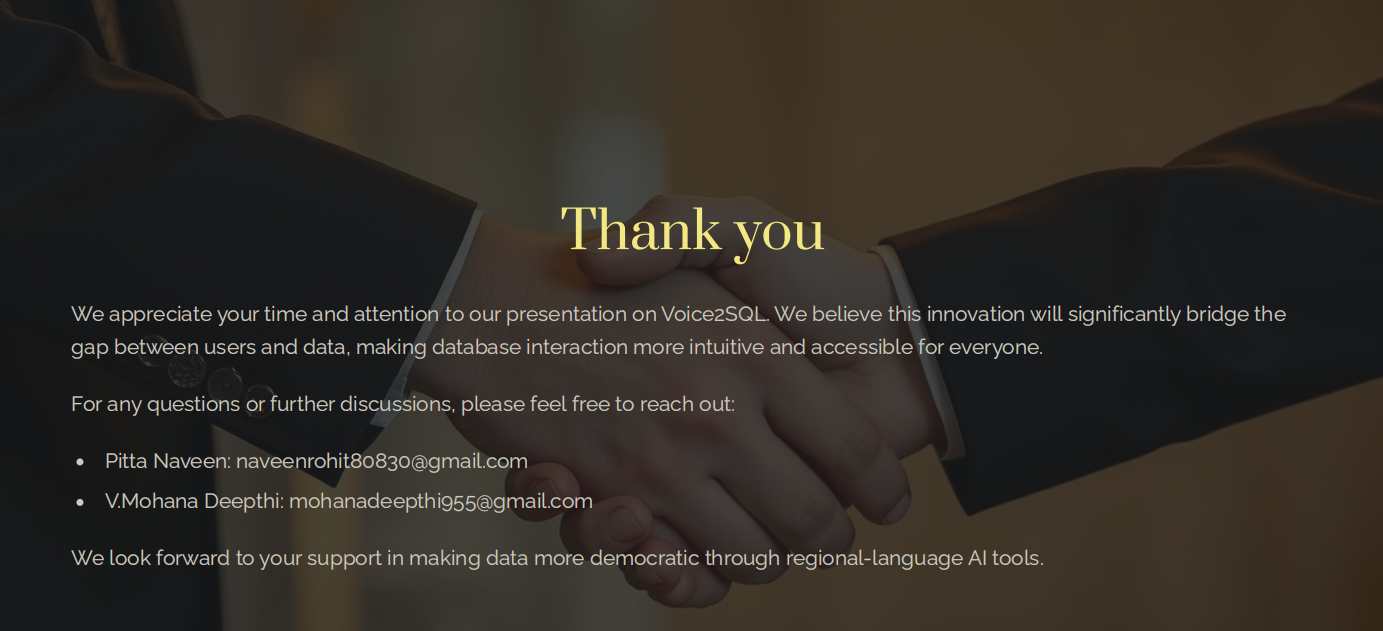 Thank you
We appreciate your time and attention to our presentation on Voice2SQL. We believe this innovation will significantly bridge the
gap between users and data, making database interaction more intuitive and accessible for everyone.
For any questions or further discussions, please feel free to reach out:
• Pitta Naveen: naveenrohit80830@gmail.com
• V.Mohana Deepthi: mohanadeepthi955@gmail.com
We look forward to your support in making data more democratic through regional-language AI tools.